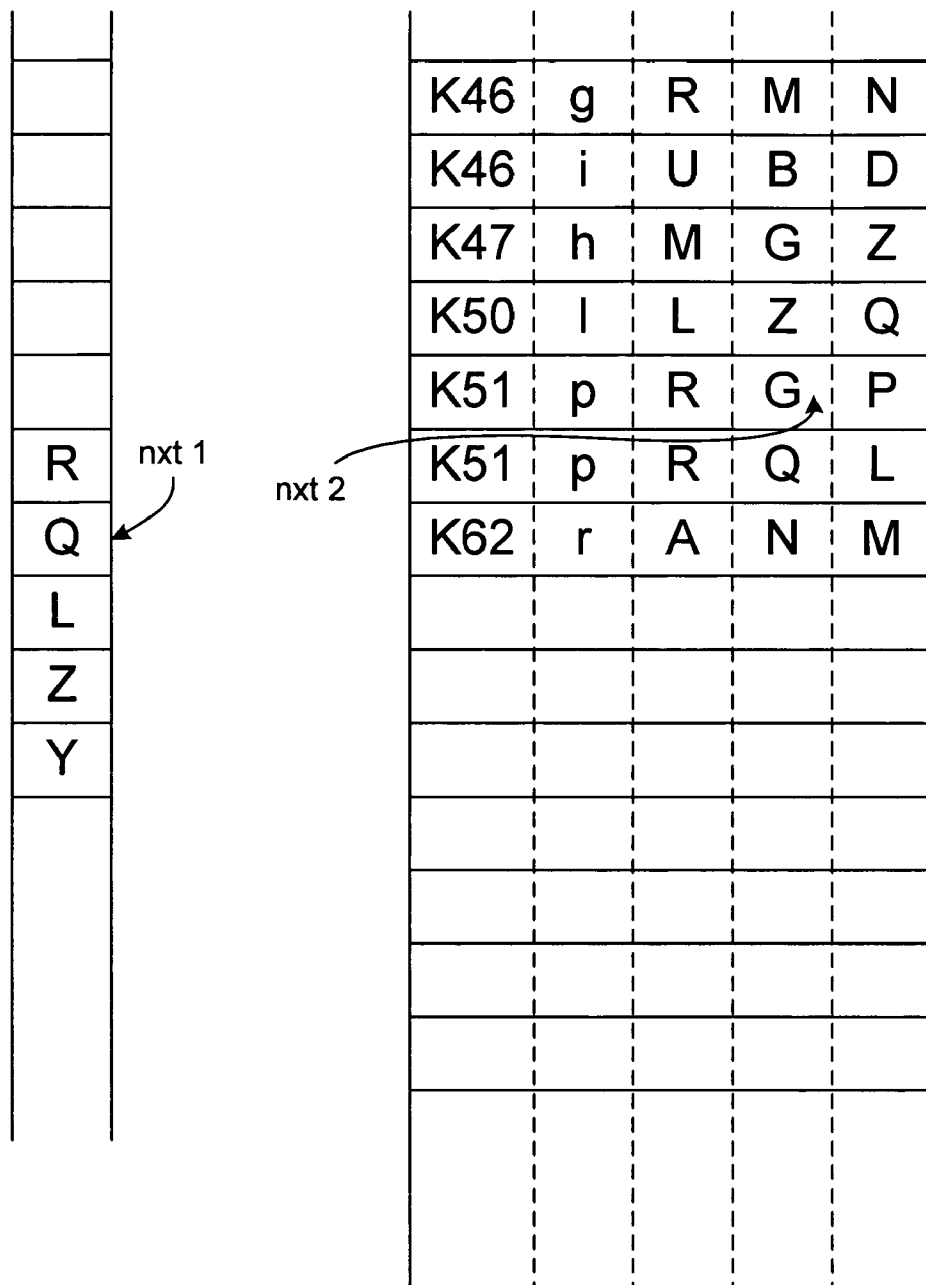 R
Q
L
Z
Y
nxt 1
nxt 2
K46 g R M N
K46 i U B D
K47 h M G Z
K50 l L Z Q
K51 p R G P
K51 p R Q L
K62 r A N M